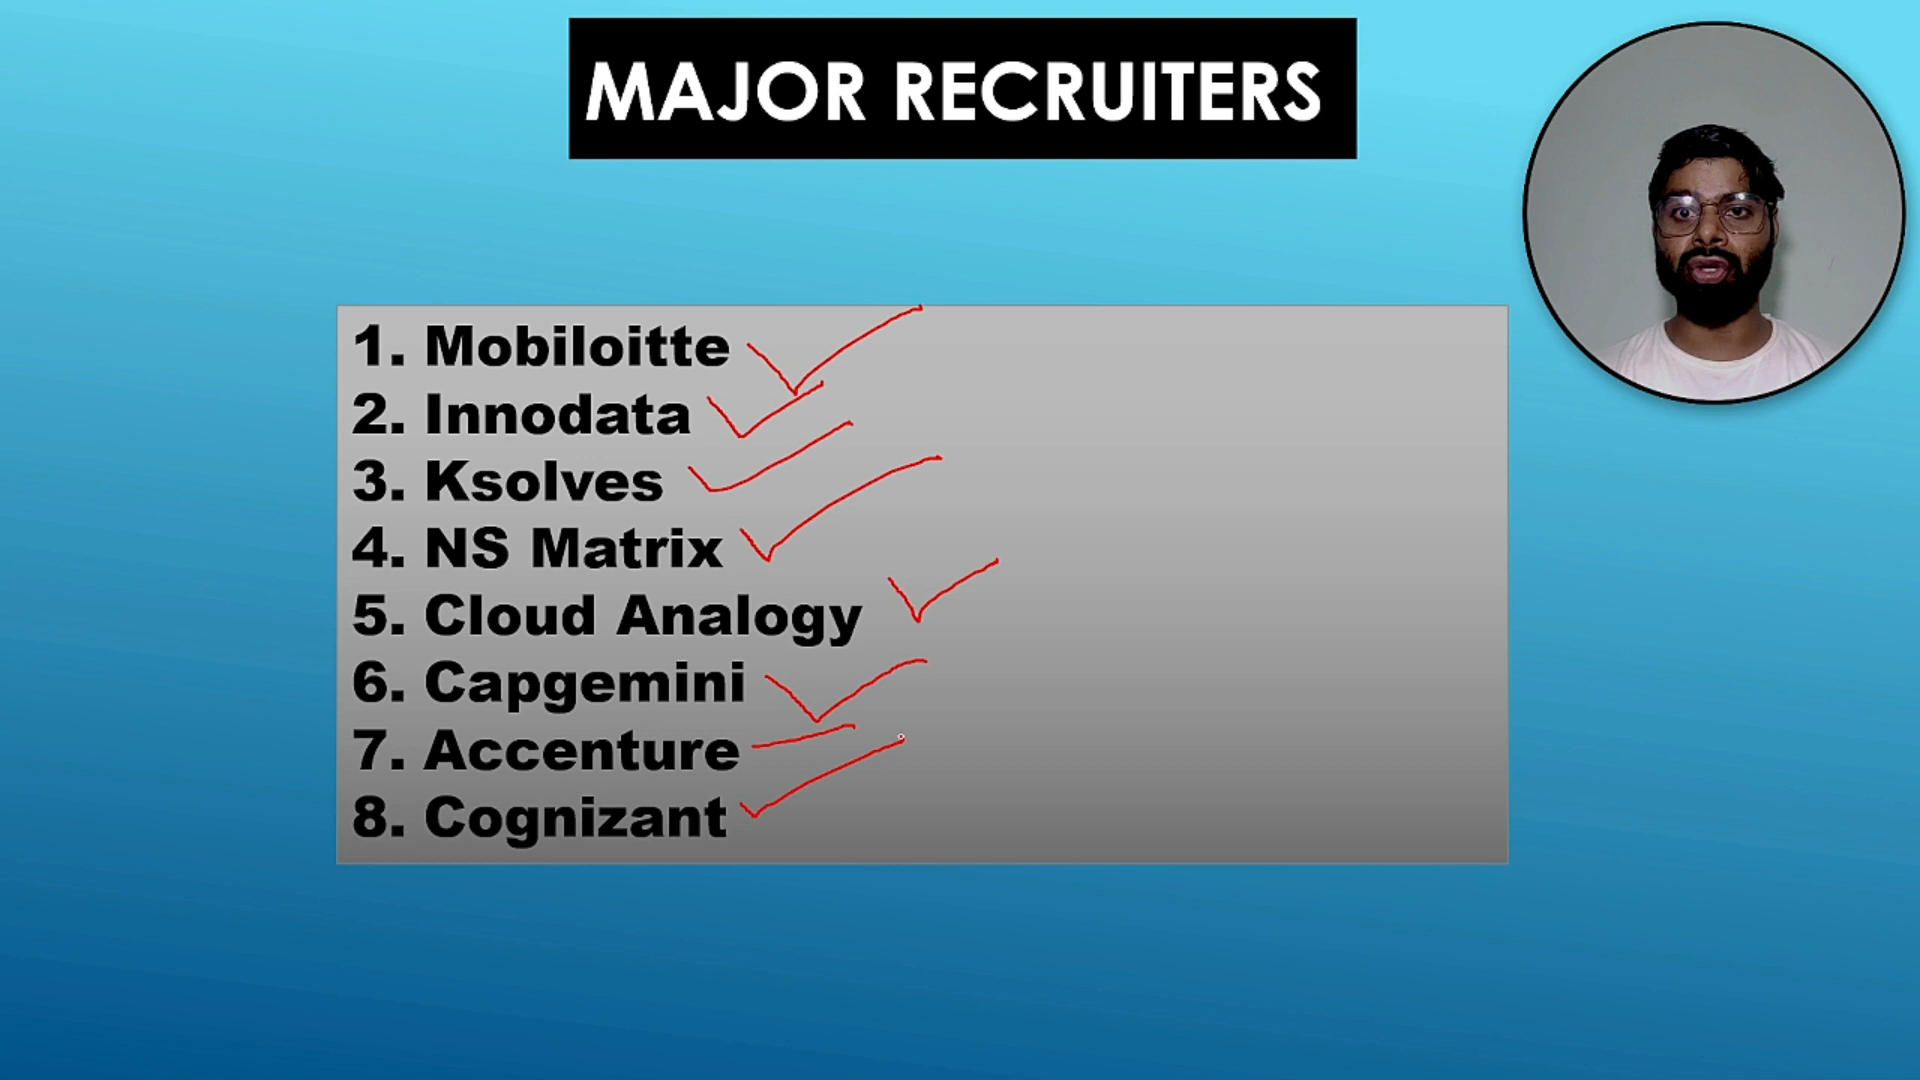 MAJOR RECRUITERS
1. Mobiloitte
2. Innodata
3. Ksolves
4. NS Matrix
5. Cloud Analogy
6. Capgemini
7. Accenture
8. Cognizant